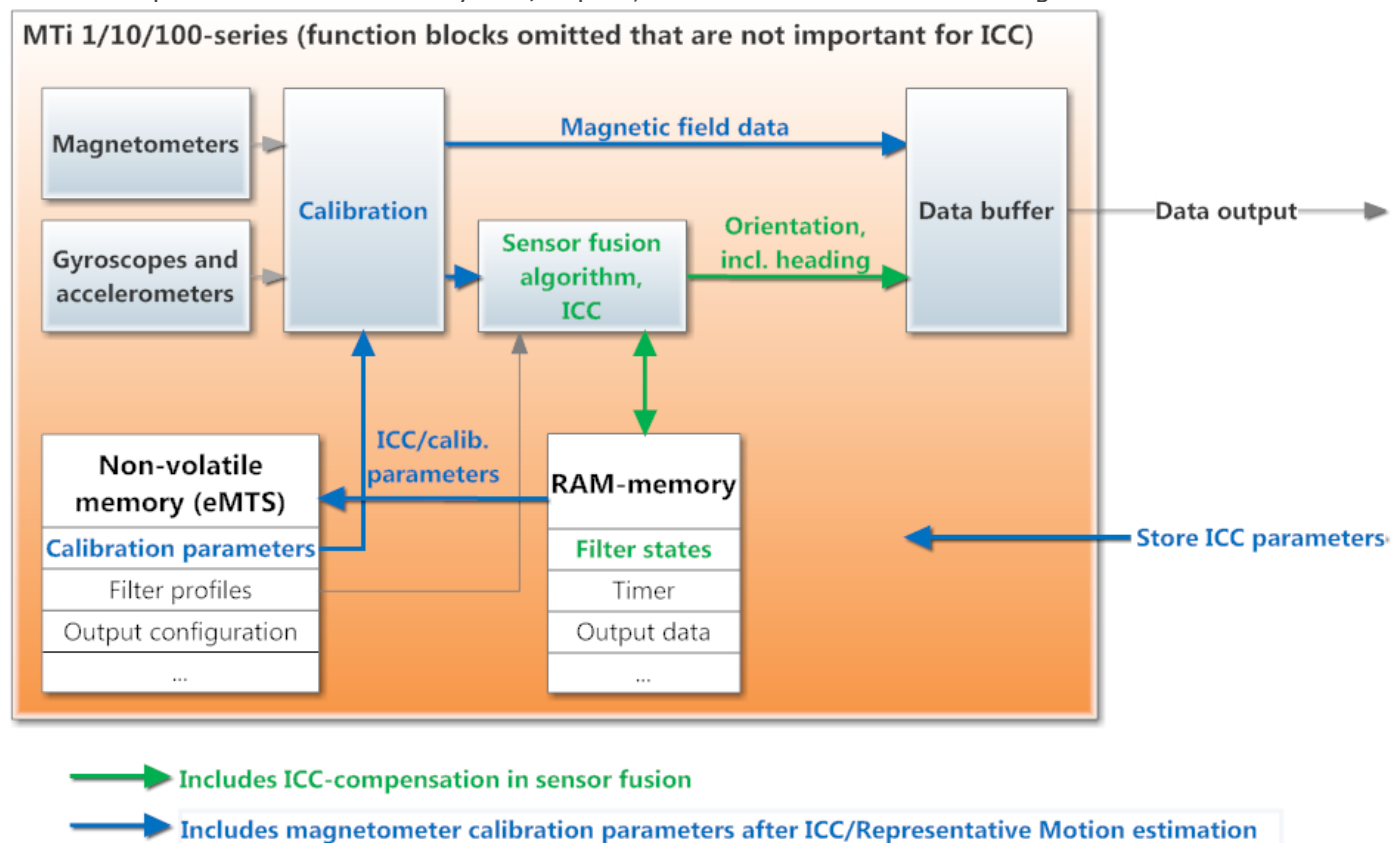 MTi 1/10/100-series (function blocks omitted that are not important for ICC)
Magnetometers
Gyroscopes and
accelerometers
Calibration
Magnetic field data
Sensor fusion
algorithm,
ICC
Orientation,
incl. heading
Data buffer
Data output
ICC/calib.
parameters
Non-volatile
memory (eMTS)
Calibration parameters
Filter profiles
Output configuration
...
RAM-memory
Filter states
Timer
Output data
...
Store ICC parameters
Includes ICC-compensation in sensor fusion
Includes magnetometer calibration parameters after ICC/Representative Motion estimation